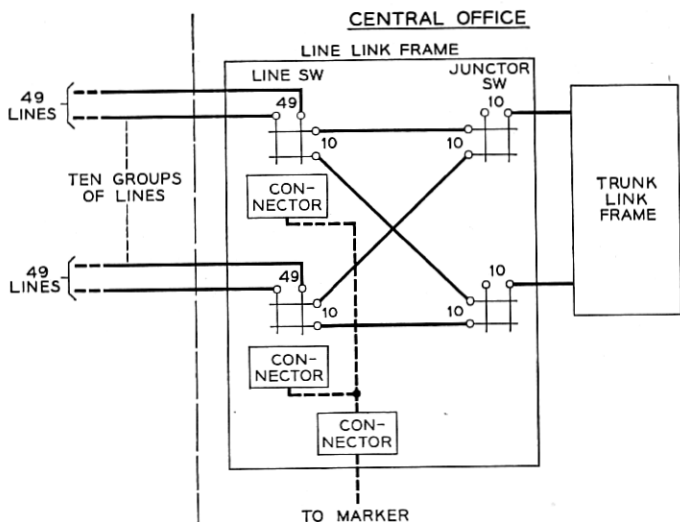 CENTRAL OFFICE
LINE LINK FRAME
LINE SW
JUNCTOR
SW
49
LINES
49
10
10
10
10
TEN GROUPS
OF LINES
CON-
NECTOR
TRUNK
LINK
FRAME
49
LINES
49
10
10
10
CON-
NECTOR
CON-
NECTOR
TO MARKER